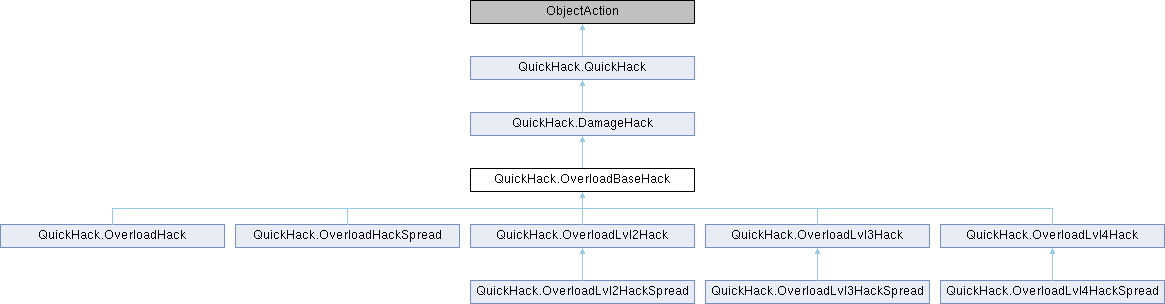 ObjectAction
QuickHack.QuickHack
QuickHack.DamageHack
QuickHack.OverloadBaseHack
QuickHack.OverloadHack
QuickHack.OverloadHackSpread
QuickHack.OverloadLvl2Hack
QuickHack.OverloadLvl3Hack
QuickHack.OverloadLvl4Hack
QuickHack.OverloadLvl2HackSpread
QuickHack.OverloadLvl3HackSpread
QuickHack.OverloadLvl4HackSpread